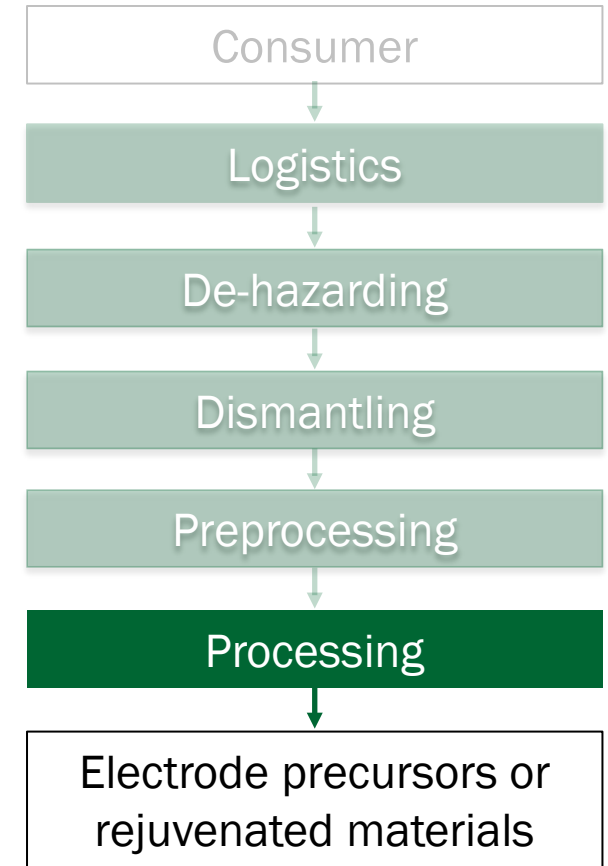 Consumer
Logistics
De-hazarding
Dismantling
Preprocessing
Processing
Electrode precursors or
rejuvenated materials